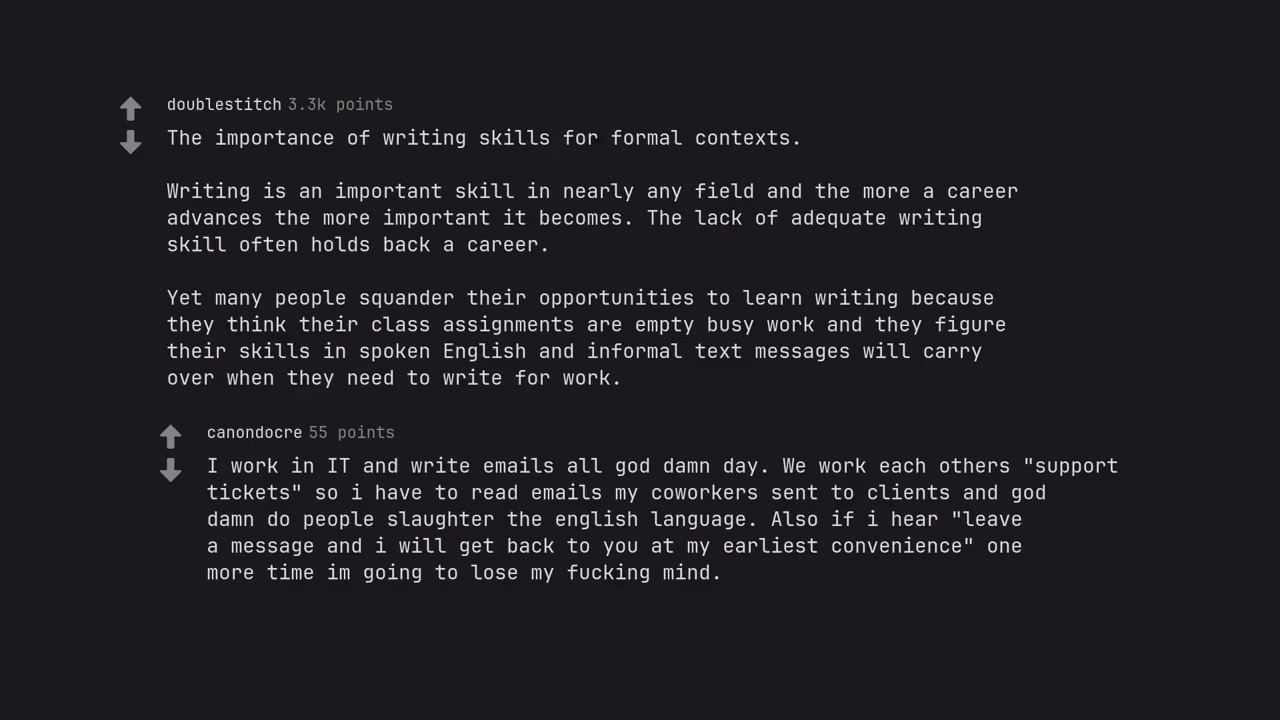 doublestitch 3.3k points
The importance of writing skills for formal contexts.
Writing is an important skill in nearly any field and the more a career
advances the more important it becomes. The lack of adequate writing
skill often holds back a career.
Yet many people squander their opportunities to learn writing because
they think their class assignments are empty busy work and they figure
their skills in spoken English and informal text messages will carry
over when they need to write for work.
canondocre 55 points
I work in IT and write emails all god damn day. We work each others "support
tickets" so i have to read emails my coworkers sent to clients and god
damn do people slaughter the english language. Also if i hear "leave
a message and i will get back to you at my earliest convenience" one
more time im going to lose my fucking mind.